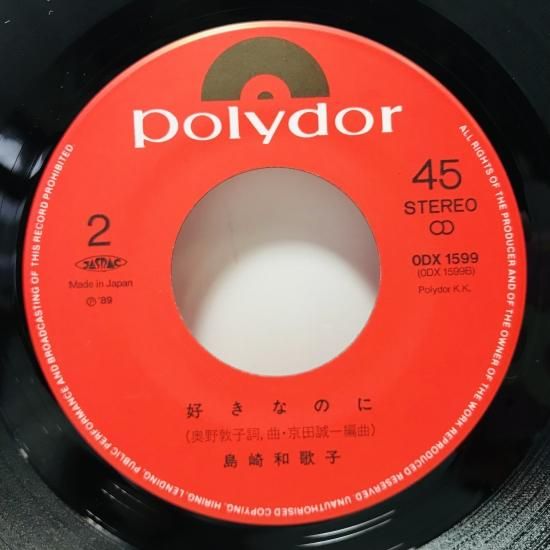 polydor
45
STEREO
2
JASRAC
Made in Japan
Ⓟ '89
ODX 1599
(ODX 1599B)
Polydor K.K.
好きなのに
(奥野敦子詞,曲・京田誠一編曲)
島崎和歌子
ALL RIGHTS OF THE PRODUCER AND OF THE OWNER OF THE WORK REPRODUCED RESERVED UNAUTHORISED COPYING, HIRING, LENDING, PUBLIC PERFORMANCE AND BROADCASTING OF THIS RECORD PROHIBITED.